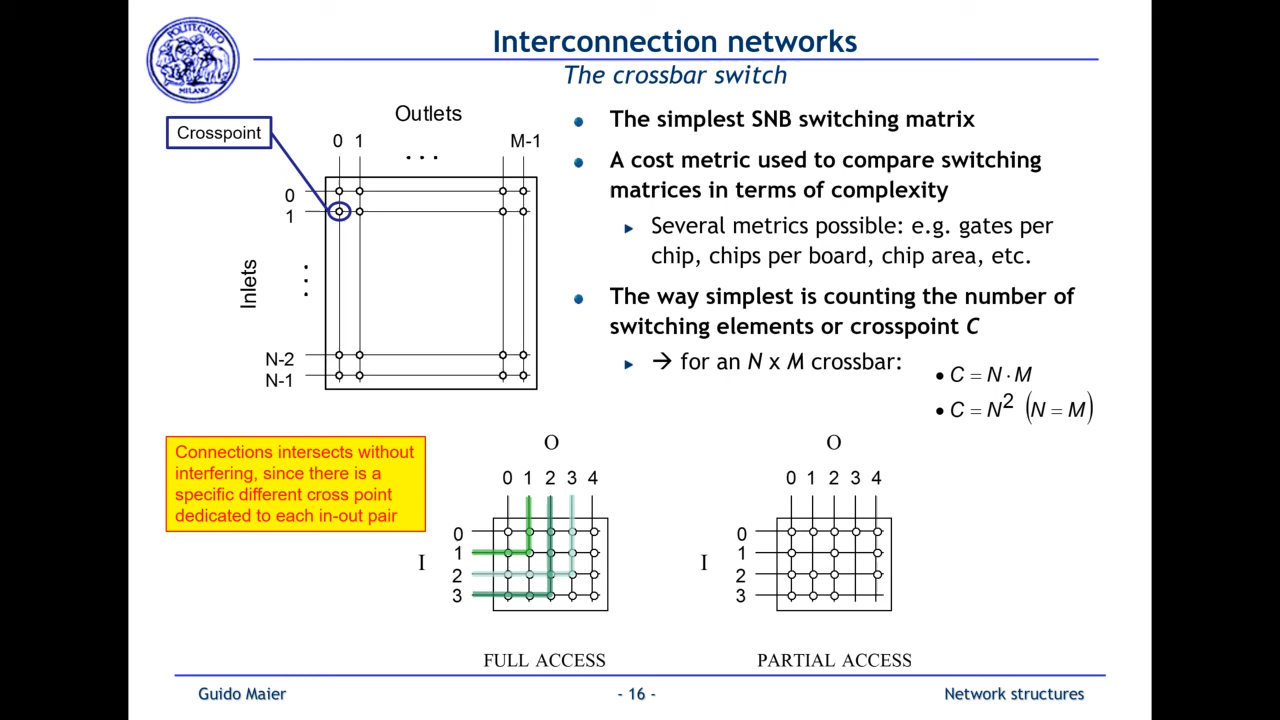 Interconnection networks
The crossbar switch
POLITECNICO
MILANO
Crosspoint
Outlets
0 1 . . . M-1
0
1
Inlets
. . .
N-2
N-1
The simplest SNB switching matrix
A cost metric used to compare switching
matrices in terms of complexity
Several metrics possible: e.g. gates per
chip, chips per board, chip area, etc.
The way simplest is counting the number of
switching elements or crosspoint C
→ for an N x M crossbar:
• C = N · M
• C = N² (N = M)
Connections intersects without
interfering, since there is a
specific different cross point
dedicated to each in-out pair
O
0 1 2 3 4
I
0
1
2
3
FULL ACCESS
O
0 1 2 3 4
I
0
1
2
3
PARTIAL ACCESS
Guido Maier
- 16 -
Network structures